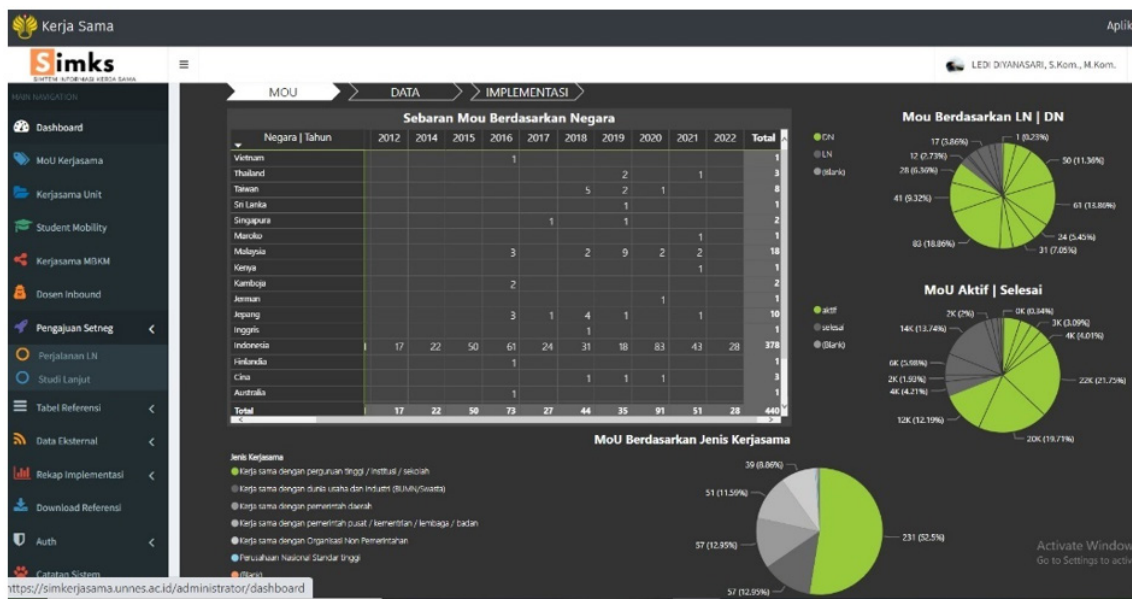 Kerja Sama
Aplik
Simks
SISTEM INFORMASI KERJA SAMA
LEDI DIYANASARI, S.Kom., M.Kom.
MAIN NAVIGATION
Dashboard
MoU Kerjasama
Kerjasama Unit
Student Mobility
Kerjasama MBKM
Dosen Inbound
Pengajuan Setneg
Perjalanan LN
Studi Lanjut
Tabel Referensi
Data Eksternal
Rekap Implementasi
Download Referensi
Auth
Catatan Sistem
https://simkerjasama.unnes.ac.id/administrator/dashboard
MOU DATA IMPLEMENTASI
Sebaran Mou Berdasarkan Negara
Negara | Tahun 2012 2014 2015 2016 2017 2018 2019 2020 2021 2022 Total
Vietnam 1 1
Thailand 2 1 3
Taiwan 5 2 1 8
Sri Lanka 1 1
Singapura 1 1 2
Maroko 1 1
Malaysia 3 2 9 2 2 18
Kenya 1 1
Kamboja 2 2
Jerman 1 1
Jepang 3 1 4 1 1 10
Inggris 1 1
Indonesia 17 22 50 61 24 31 18 83 43 28 378
Finlandia 1 1
Cina 1 1 1 3
Australia 1 1
Total 17 22 50 73 27 44 35 91 51 28 440
Mou Berdasarkan LN | DN
DN
LN
(Blank)
17 (3.86%)
1 (0.23%)
12 (2.73%)
50 (11.36%)
28 (6.36%)
41 (9.32%)
61 (13.86%)
83 (18.86%)
24 (5.45%)
31 (7.05%)
MoU Aktif | Selesai
aktif
selesai
(Blank)
2K (2%)
0K (0.34%)
14K (13.74%)
3K (3.09%)
4K (4.01%)
6K (5.98%)
2K (1.93%)
22K (21.75%)
4K (4.21%)
12K (12.19%)
20K (19.71%)
MoU Berdasarkan Jenis Kerjasama
Jenis Kerjasama
Kerja sama dengan perguruan tinggi / institusi / sekolah
Kerja sama dengan dunia usaha dan industri (BUMN/Swasta)
Kerja sama dengan pemerintah daerah
Kerja sama dengan pemerintah pusat / kementrian / lembaga / badan
Kerja sama dengan Organisasi Non Pemerintahan
Perusahaan Nasional Standar tinggi
(Blank)
39 (8.86%)
51 (11.59%)
57 (12.95%)
231 (52.5%)
57 (12.95%)
Activate Window
Go to Settings to activ